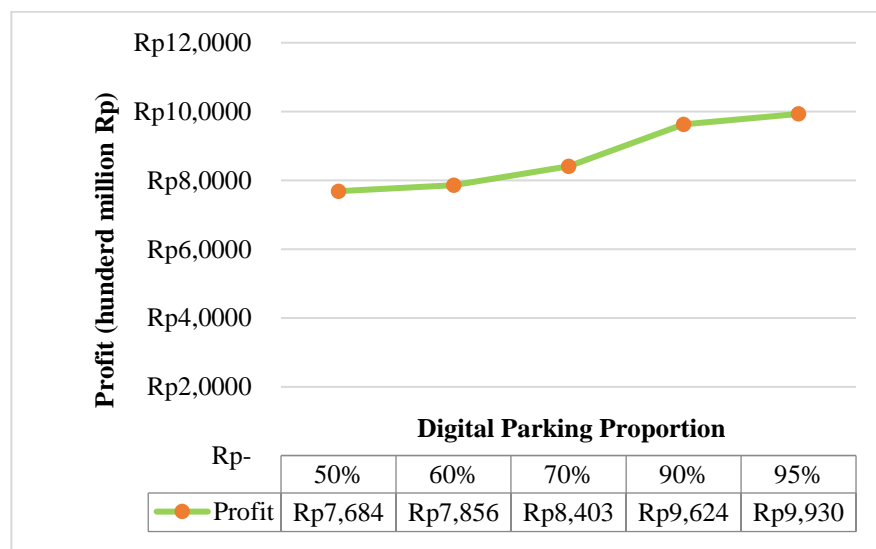 Profit (hunderd million Rp)
Rp12,0000
Rp10,0000
Rp8,0000
Rp6,0000
Rp4,0000
Rp2,0000
Rp-
Digital Parking Proportion
50% 60% 70% 90% 95%
Profit Rp7,684 Rp7,856 Rp8,403 Rp9,624 Rp9,930